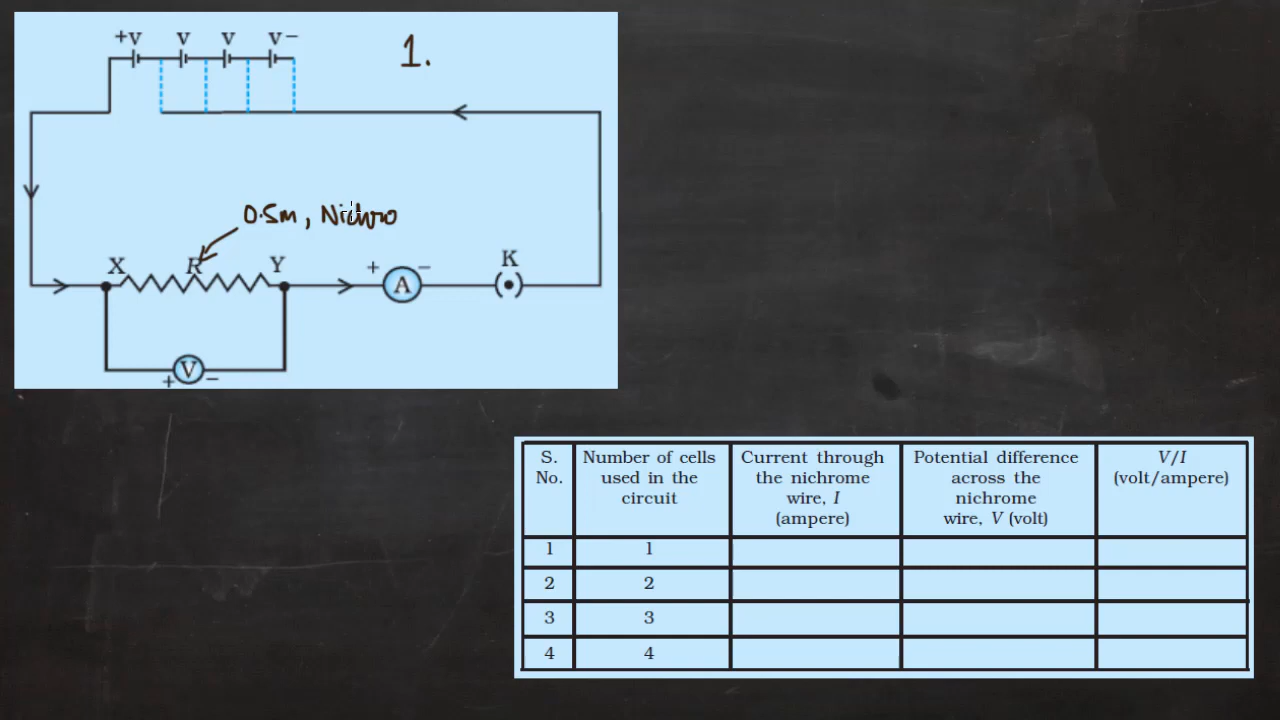 +v v v v−
1.
0.5m, Nichro
X R Y
+ A −
K
+ V −
S. No.
Number of cells used in the circuit
Current through the nichrome wire, I (ampere)
Potential difference across the nichrome wire, V (volt)
V/I (volt/ampere)
1 1
2 2
3 3
4 4